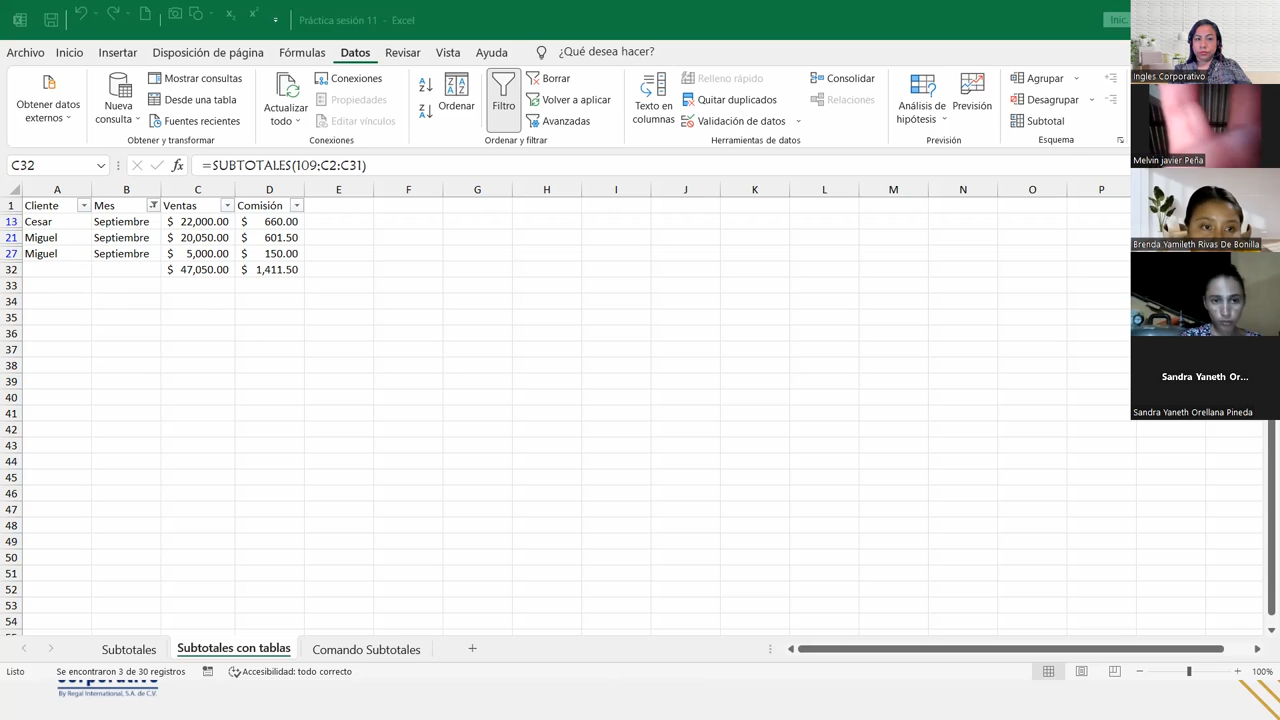 Práctica sesión 11 - Excel
Inic
Archivo Inicio Insertar Disposición de página Fórmulas Datos Revisar Vista Ayu ¿Qué desea hacer?
Obtener datos externos
Nueva consulta
Mostrar consultas
Desde una tabla
Fuentes recientes
Obtener y transformar
Actualizar todo
Conexiones
Propiedades
Editar vínculos
Conexiones
Ordenar
Filtro
Borrar
Volver a aplicar
Avanzadas
Ordenar y filtrar
Texto en columnas
Relleno rápido
Quitar duplicados
Validación de datos
Consolidar
Relaciones
Herramientas de datos
Análisis de hipótesis
Previsión
Previsión
Agrupar
Desagrupar
Subtotal
Esquema
C32 fx =SUBTOTALES(109;C2:C31)
A B C D E F G H I J K L M N O P
1 Cliente Mes Ventas Comisión
13 Cesar Septiembre $ 22,000.00 $ 660.00
21 Miguel Septiembre $ 20,050.00 $ 601.50
27 Miguel Septiembre $ 5,000.00 $ 150.00
32 $ 47,050.00 $ 1,411.50
33
34
35
36
37
38
39
40
41
42
43
44
45
46
47
48
49
50
51
52
53
54
Subtotales Subtotales con tablas Comando Subtotales
Listo Se encontraron 3 de 30 registros Accesibilidad: todo correcto 100%
By Regal International, S.A. de C.V.
Ingles Corporativo
Melvin javier Peña
Brenda Yamileth Rivas De Bonilla
Sandra Yaneth Or...
Sandra Yaneth Orellana Pineda